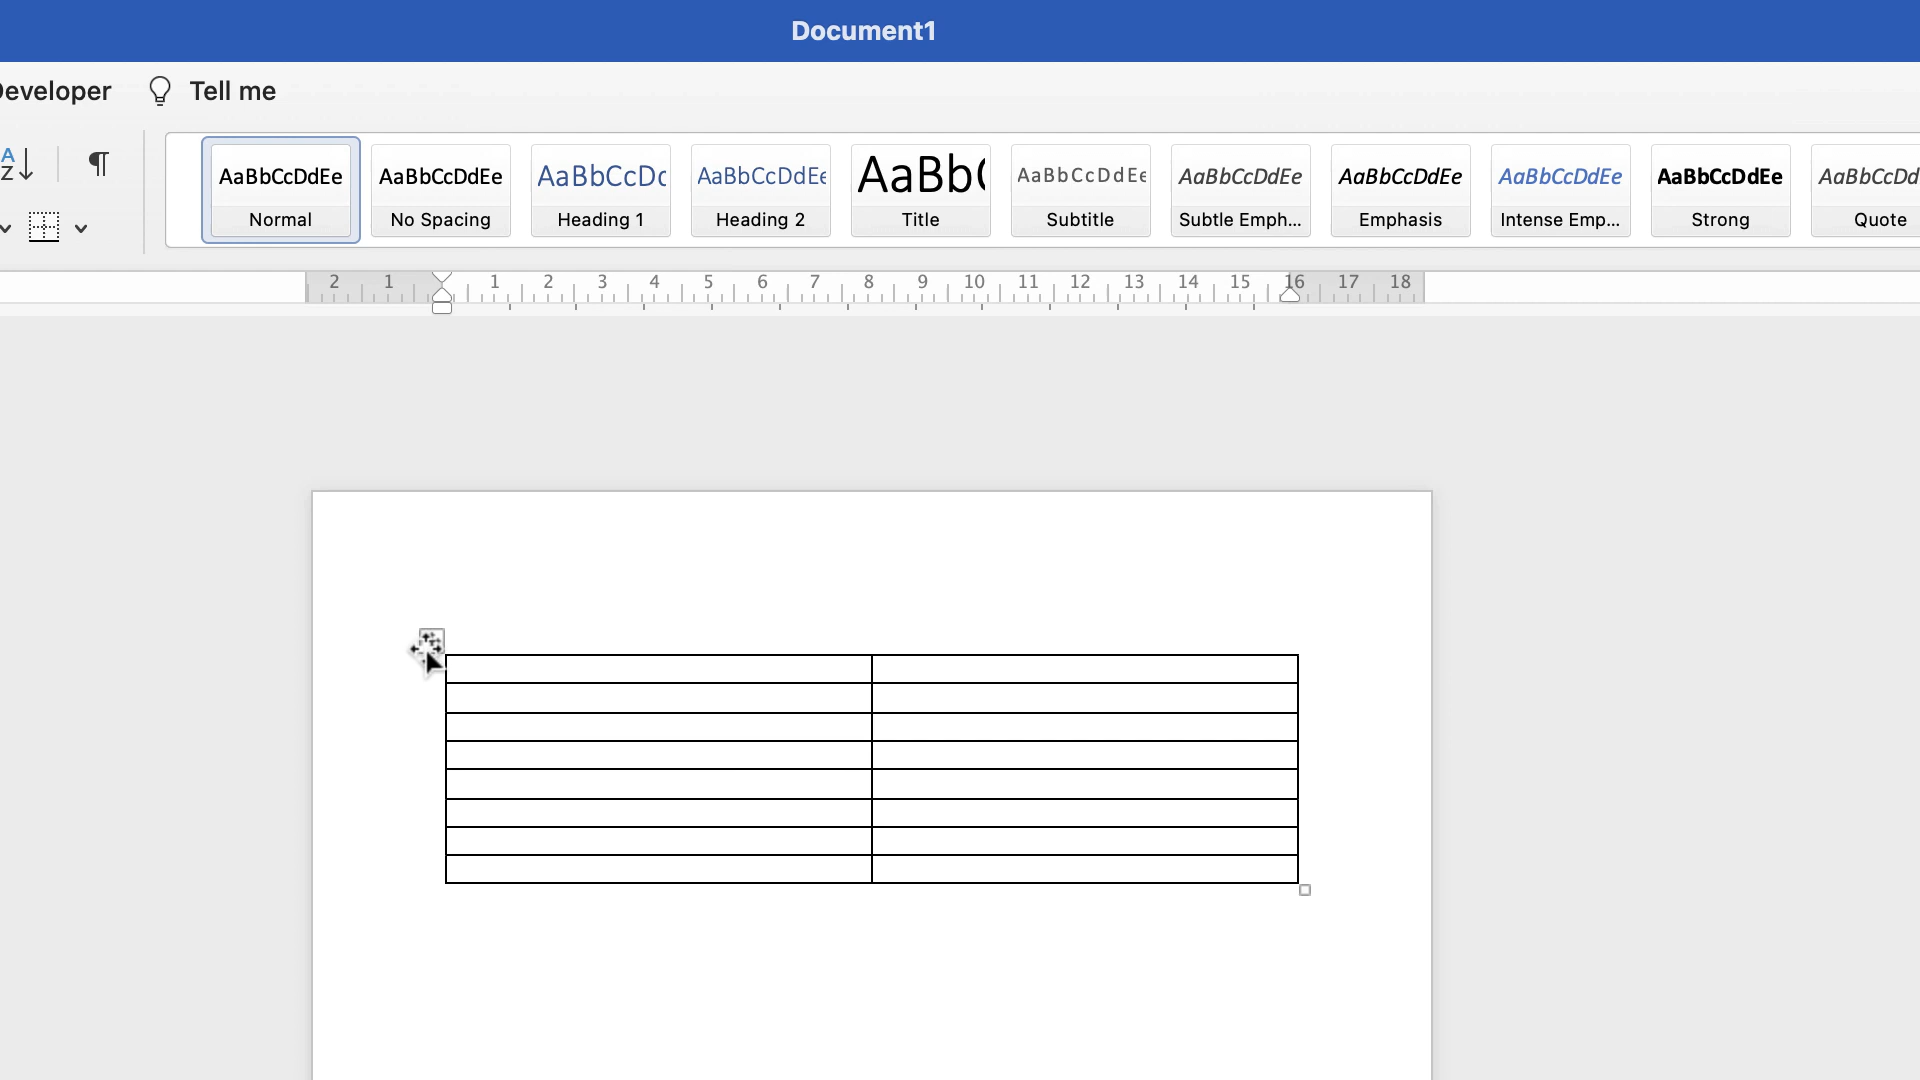 Document1
Developer Tell me
AaBbCcDdEe AaBbCcDdEe AaBbCcDc AaBbCcDdEe AaBb( AaBbCcDdEe AaBbCcDdEe AaBbCcDdEe AaBbCcDdEe AaBbCcDdEe AaBbCcDd
Normal No Spacing Heading 1 Heading 2 Title Subtitle Subtle Emph... Emphasis Intense Emp... Strong Quote
2 1 1 2 3 4 5 6 7 8 9 10 11 12 13 14 15 16 17 18